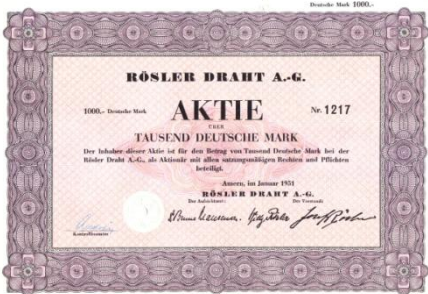 Deutsche Mark 1000.-
RÖSLER DRAHT A.-G.
1000.- Deutsche Mark
AKTIE
Nr. 1217
ÜBER
TAUSEND DEUTSCHE MARK
Der Inhaber dieser Aktie ist für den Betrag von Tausend Deutsche Mark bei der
Rösler Draht A.-G., als Aktionär mit allen satzungsmäßigen Rechten und Pflichten
beteiligt.
Amern, im Januar 1951
RÖSLER DRAHT A.-G.
Der Aufsichtsrat: Der Vorstand:
Kontrollbeamter